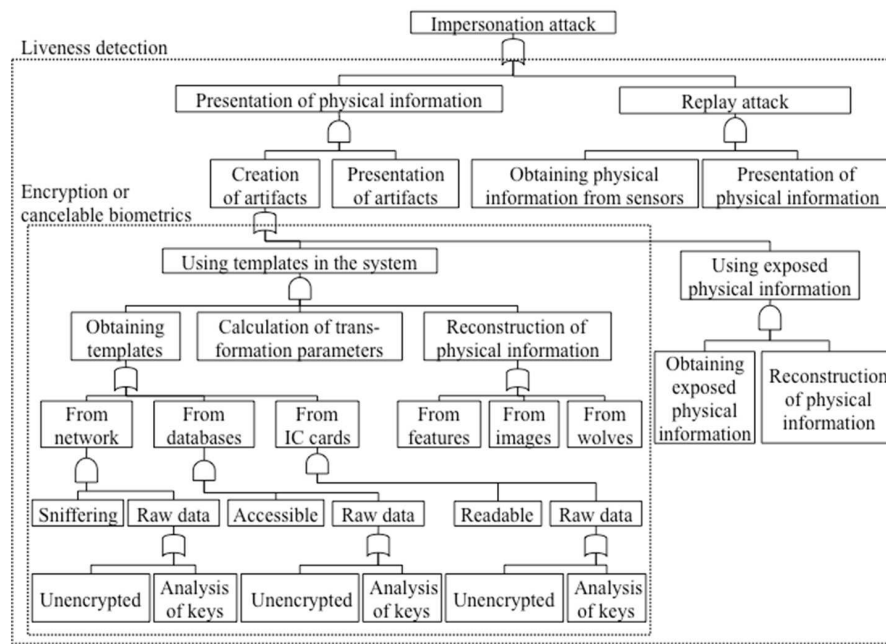 Impersonation attack
Liveness detection
Presentation of physical information
Replay attack
Creation
of artifacts
Presentation
of artifacts
Obtaining physical
information from sensors
Presentation of
physical information
Encryption or
cancelable biometrics
Using templates in the system
Using exposed
physical information
Obtaining
templates
Calculation of trans-
formation parameters
Reconstruction of
physical information
Obtaining
exposed
physical
information
Reconstruction
of physical
information
From
network
From
databases
From
IC cards
From
features
From
images
From
wolves
Sniffering
Raw data
Accessible
Raw data
Readable
Raw data
Unencrypted
Analysis
of keys
Unencrypted
Analysis
of keys
Unencrypted
Analysis
of keys